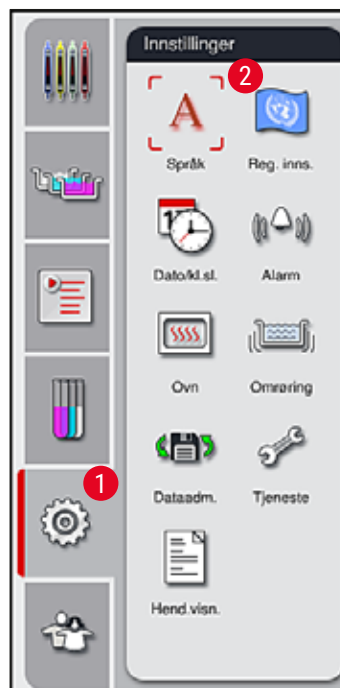 Innstillinger
2
A
Språk
Reg. inns.
Dato/kl.sl.
Alarm
Ovn
Omrøring
1
Dataadm.
Tjeneste
Hend.visn.